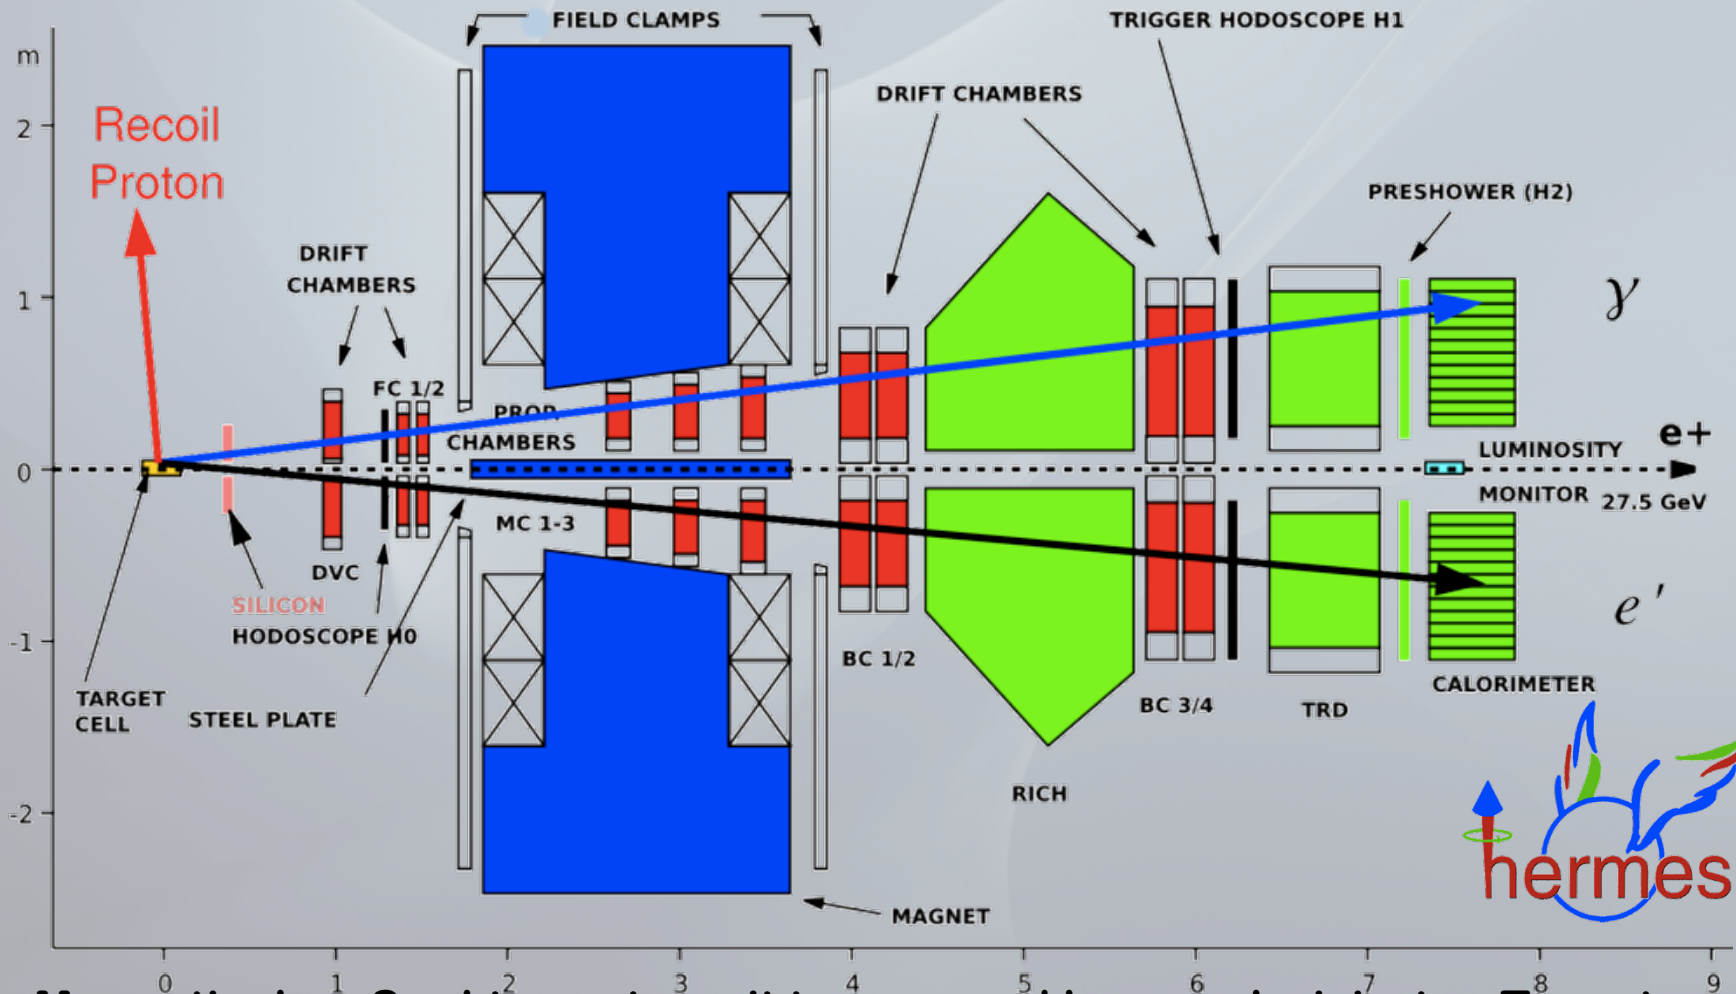 FIELD CLAMPS
TRIGGER HODOSCOPE H1
m
DRIFT CHAMBERS
2
Recoil
Proton
PRESHOWER (H2)
DRIFT
CHAMBERS
1
γ
FC 1/2
PROP.
CHAMBERS
e+
LUMINOSITY
0
MONITOR
27.5 GeV
MC 1-3
DVC
SILICON
HODOSCOPE H0
e '
-1
BC 1/2
CALORIMETER
TARGET
CELL
STEEL PLATE
BC 3/4
TRD
RICH
-2
hermes
MAGNET
0 1 2 3 4 5 6 7 8 9